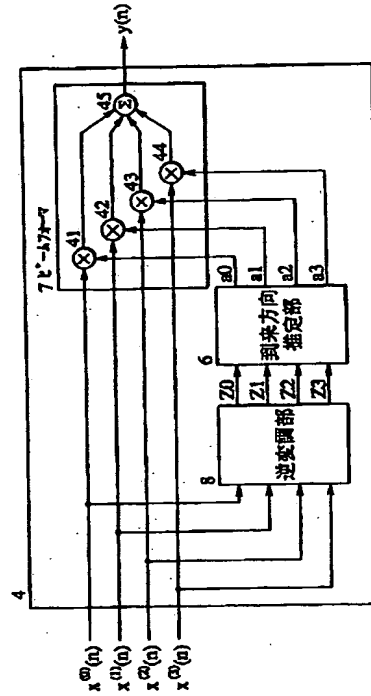 4
7 ビームフォーマ
x⁽⁰⁾(n)
x⁽¹⁾(n)
x⁽²⁾(n)
x⁽³⁾(n)
41
42
43
44
45
Σ
y(n)
8
逆変調部
Z0
Z1
Z2
Z3
6
到来方向
推定部
a0
a1
a2
a3